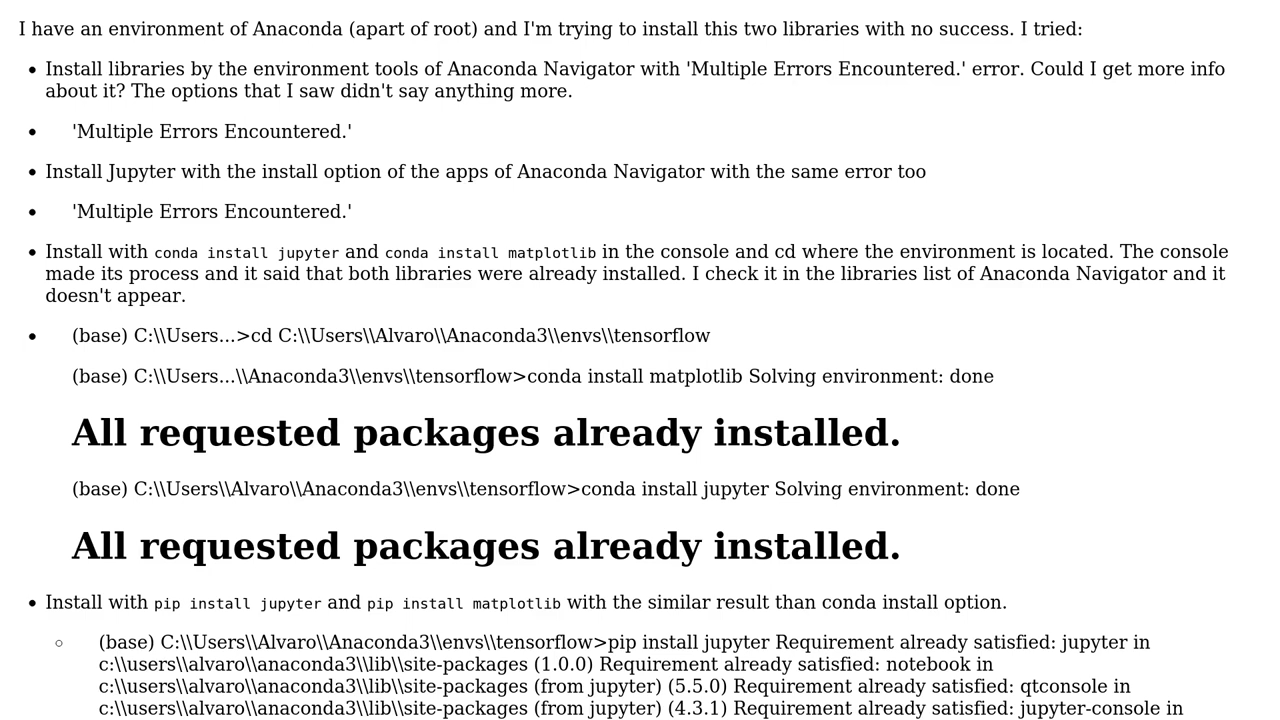 I have an environment of Anaconda (apart of root) and I'm trying to install this two libraries with no success. I tried:
• Install libraries by the environment tools of Anaconda Navigator with 'Multiple Errors Encountered.' error. Could I get more info
about it? The options that I saw didn't say anything more.
• 'Multiple Errors Encountered.'
• Install Jupyter with the install option of the apps of Anaconda Navigator with the same error too
• 'Multiple Errors Encountered.'
• Install with conda install jupyter and conda install matplotlib in the console and cd where the environment is located. The console
made its process and it said that both libraries were already installed. I check it in the libraries list of Anaconda Navigator and it
doesn't appear.
• (base) C:\\Users...>cd C:\\Users\\Alvaro\\Anaconda3\\envs\\tensorflow
(base) C:\\Users...\\Anaconda3\\envs\\tensorflow>conda install matplotlib Solving environment: done
All requested packages already installed.
(base) C:\\Users\\Alvaro\\Anaconda3\\envs\\tensorflow>conda install jupyter Solving environment: done
All requested packages already installed.
• Install with pip install jupyter and pip install matplotlib with the similar result than conda install option.
◦ (base) C:\\Users\\Alvaro\\Anaconda3\\envs\\tensorflow>pip install jupyter Requirement already satisfied: jupyter in
c:\\users\\alvaro\\anaconda3\\lib\\site-packages (1.0.0) Requirement already satisfied: notebook in
c:\\users\\alvaro\\anaconda3\\lib\\site-packages (from jupyter) (5.5.0) Requirement already satisfied: qtconsole in
c:\\users\\alvaro\\anaconda3\\lib\\site-packages (from jupyter) (4.3.1) Requirement already satisfied: jupyter-console in